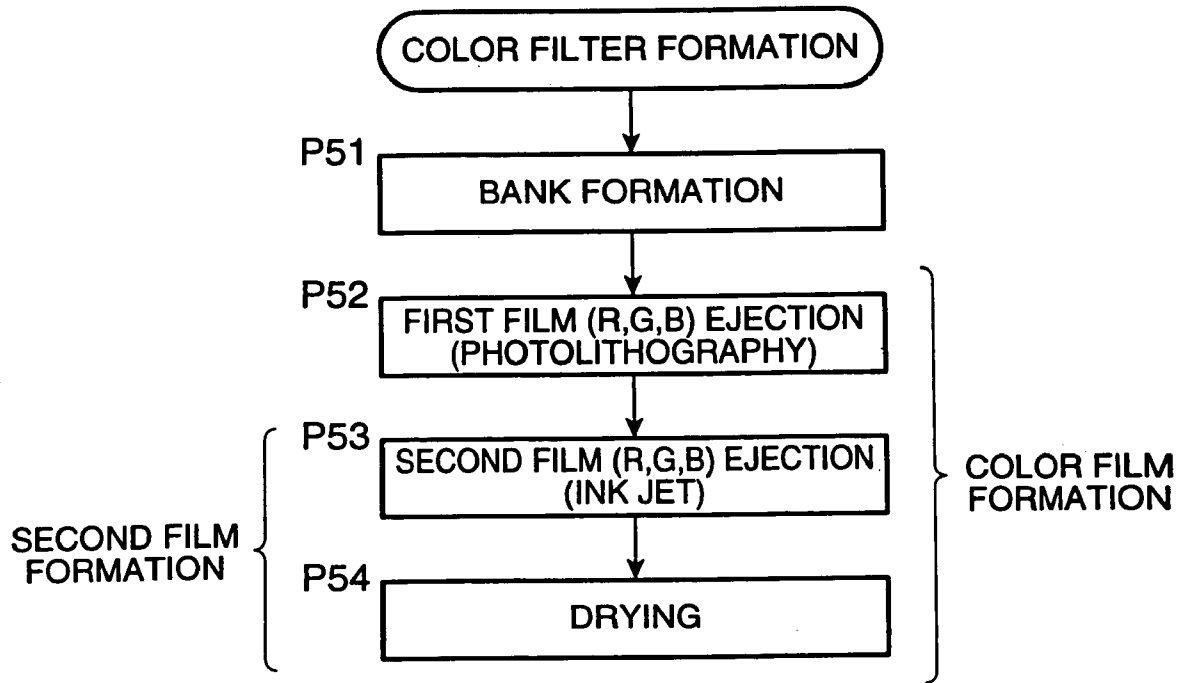 COLOR FILTER FORMATION
P51
BANK FORMATION
P52
FIRST FILM (R,G,B) EJECTION
(PHOTOLITHOGRAPHY)
P53
SECOND FILM (R,G,B) EJECTION
(INK JET)
COLOR FILM
FORMATION
SECOND FILM
FORMATION
P54
DRYING